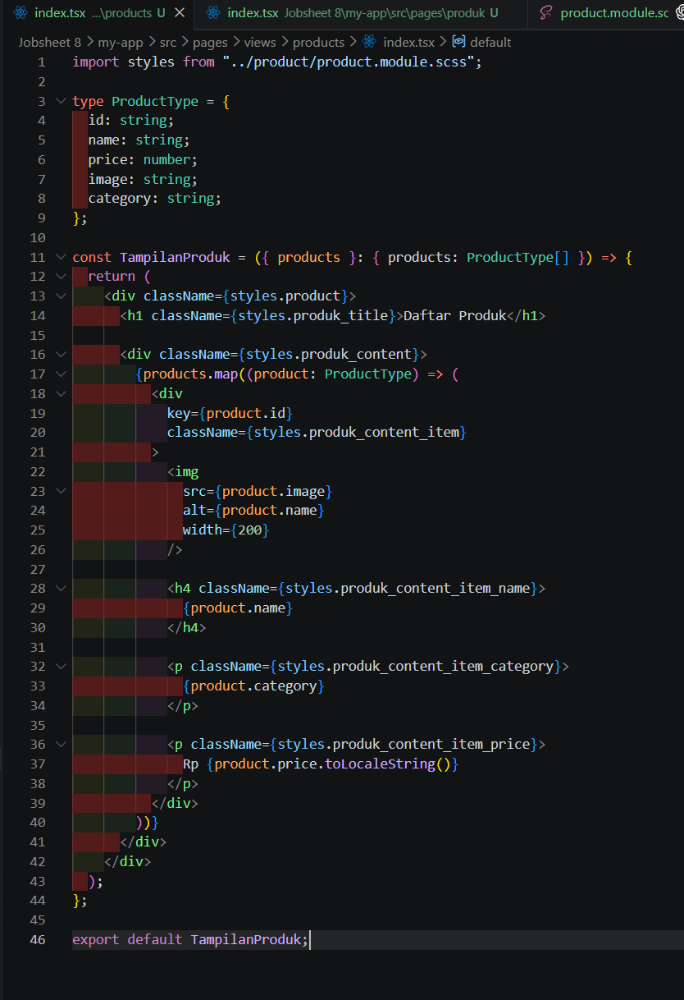 index.tsx ...\products U
index.tsx Jobsheet 8\my-app\src\pages\produk U
product.module.sc
Jobsheet 8 > my-app > src > pages > views > products > index.tsx > default
1 import styles from "../product/product.module.scss";
2
3 type ProductType = {
4 id: string;
5 name: string;
6 price: number;
7 image: string;
8 category: string;
9 };
10
11 const TampilanProduk = ({ products }: { products: ProductType[] }) => {
12 return (
13 <div className={styles.product}>
14 <h1 className={styles.produk_title}>Daftar Produk</h1>
15
16 <div className={styles.produk_content}>
17 {products.map((product: ProductType) => (
18 <div
19 key={product.id}
20 className={styles.produk_content_item}
21 >
22 <img
23 src={product.image}
24 alt={product.name}
25 width={200}
26 />
27
28 <h4 className={styles.produk_content_item_name}>
29 {product.name}
30 </h4>
31
32 <p className={styles.produk_content_item_category}>
33 {product.category}
34 </p>
35
36 <p className={styles.produk_content_item_price}>
37 Rp {product.price.toLocaleString()}
38 </p>
39 </div>
40 ))}
41 </div>
42 </div>
43 );
44 };
45
46 export default TampilanProduk;